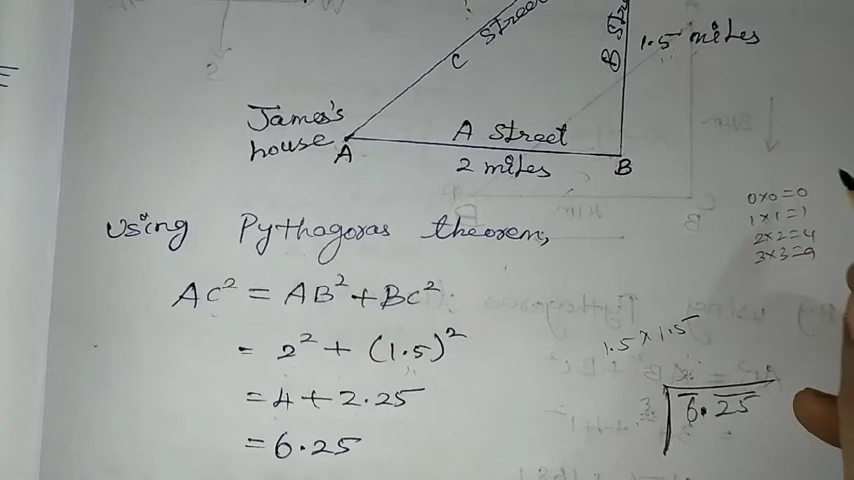 C Street
B Str
1.5 miles
James's
house
A
A Street
2 miles
B
0×0=0
1×1=1
2×2=4
3×3=9
Using Pythagoras theorem,
AC² = AB² + BC²
= 2² + (1.5)²
= 4 + 2.25
= 6.25
1.5 × 1.5
6.25